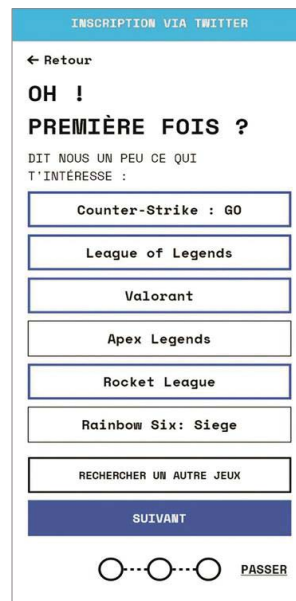 INSCRIPTION VIA TWITTER
← Retour
OH !
PREMIÈRE FOIS ?
DIT NOUS UN PEU CE QUI
T'INTÉRESSE :
Counter-Strike : GO
League of Legends
Valorant
Apex Legends
Rocket League
Rainbow Six: Siege
RECHERCHER UN AUTRE JEUX
SUIVANT
PASSER